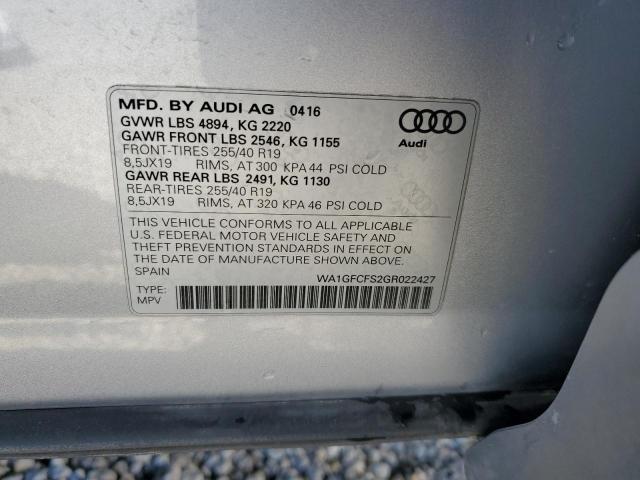 MFD. BY AUDI AG 0416
GVWR LBS 4894, KG 2220
GAWR FRONT LBS 2546, KG 1155
FRONT-TIRES 255/40 R19
8,5JX19 RIMS, AT 300 KPA 44 PSI COLD
GAWR REAR LBS 2491, KG 1130
REAR-TIRES 255/40 R19
8,5JX19 RIMS, AT 320 KPA 46 PSI COLD
Audi
THIS VEHICLE CONFORMS TO ALL APPLICABLE
U.S. FEDERAL MOTOR VEHICLE SAFETY AND
THEFT PREVENTION STANDARDS IN EFFECT ON
THE DATE OF MANUFACTURE SHOWN ABOVE.
SPAIN
WA1GFCFS2GR022427
TYPE:
MPV